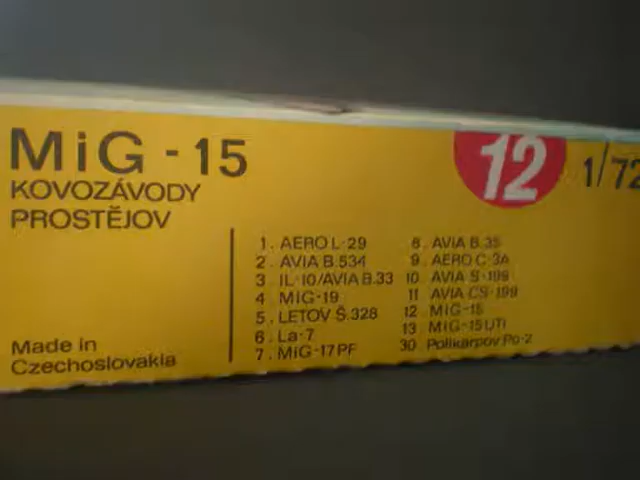 MiG-15
12
1/72
KOVOZÁVODY
PROSTĚJOV
1. AERO L-29
2. AVIA B.534
3. IL-10/AVIA B.33
4. MIG-19
5. LETOV Š.328
6. La-7
7. MiG-17PF
8. AVIA B.35
9. AERO C-3A
10. AVIA S-199
11. AVIA CS-199
12. MiG-15
13. MiG-15UTI
30. Polikarpov Po-2
Made in
Czechoslovakia